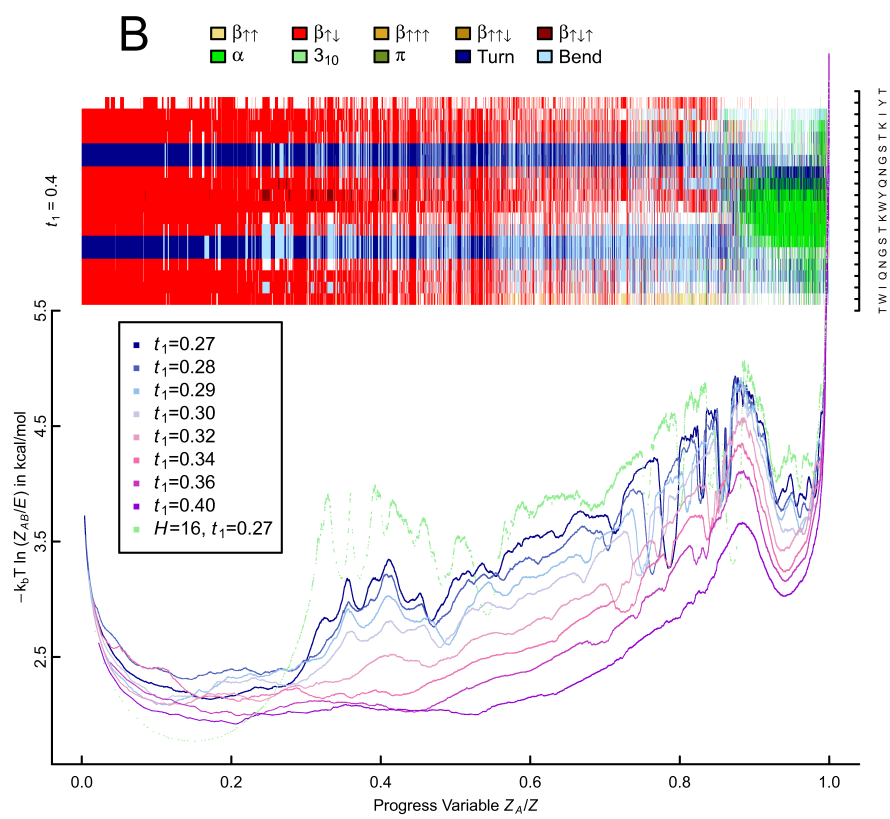 B
β↑↑ β↑↓ β↑↑↑ β↑↑↓ β↑↓↑
α 3₁₀ π Turn Bend
t₁ = 0.4
TWIQNGSTKWYQNGSTKIYT
5.5
4.5
3.5
2.5
−k_bT ln (Z_AB/E) in kcal/mol
t₁=0.27
t₁=0.28
t₁=0.29
t₁=0.30
t₁=0.32
t₁=0.34
t₁=0.36
t₁=0.40
H=16, t₁=0.27
0.0 0.2 0.4 0.6 0.8 1.0
Progress Variable Z_A/Z